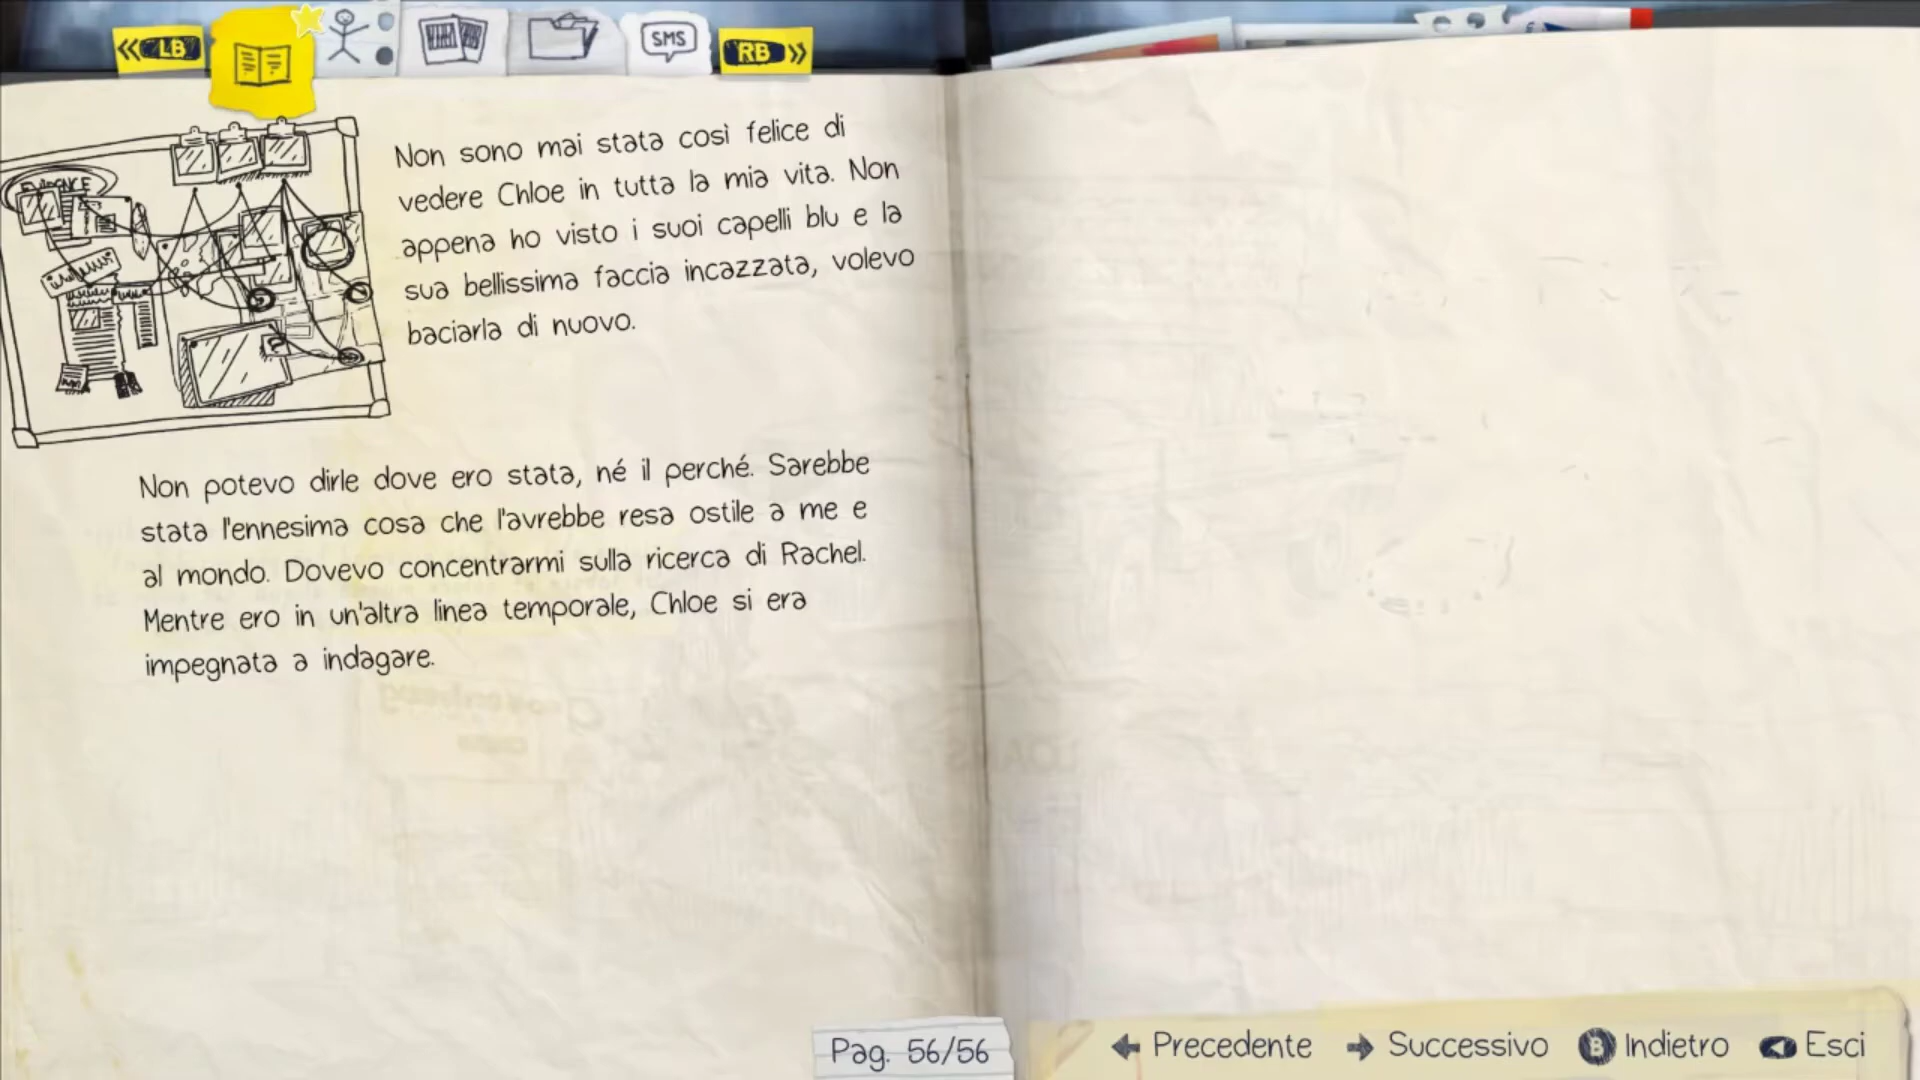 LB
SMS
RB
EVIDENCE
Non sono mai stata così felice di
vedere Chloe in tutta la mia vita. Non
appena ho visto i suoi capelli blu e la
sua bellissima faccia incazzata, volevo
baciarla di nuovo.
Non potevo dirle dove ero stata, né il perché. Sarebbe
stata l'ennesima cosa che l'avrebbe resa ostile a me e
al mondo. Dovevo concentrarmi sulla ricerca di Rachel.
Mentre ero in un'altra linea temporale, Chloe si era
impegnata a indagare.
Pag. 56/56
Precedente
Successivo
B Indietro
Esci